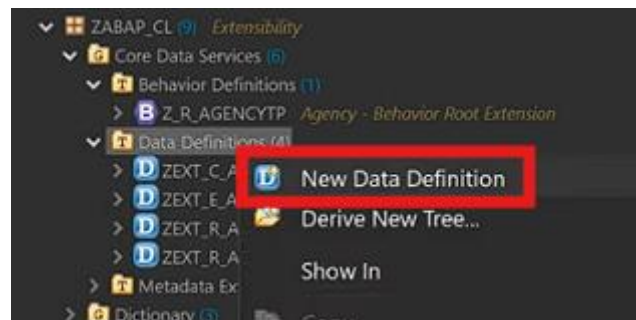 ZABAP_CL (9) Extensibility
Core Data Services (6)
Behavior Definitions (1)
Z_R_AGENCYTP Agency - Behavior Root Extension
Data Definitions (4)
ZEXT_C_A
New Data Definition
ZEXT_E_A
Derive New Tree...
ZEXT_R_A
ZEXT_R_A
Show In
Metadata Ex
Dictionary (3)